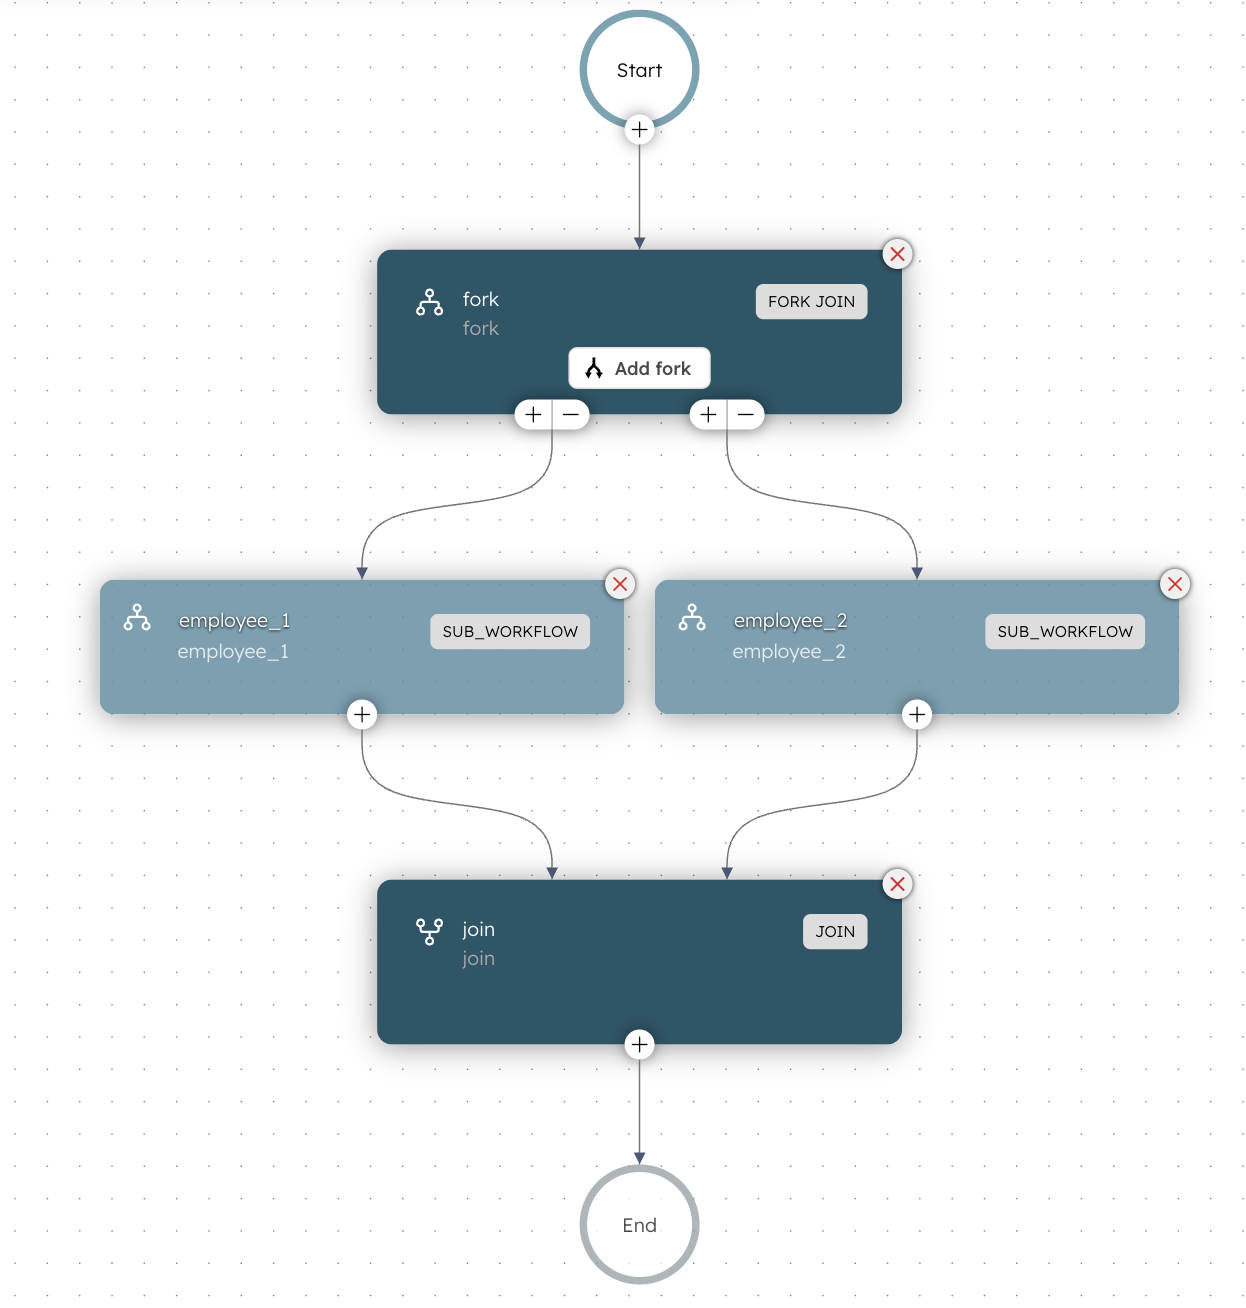 Start
fork
FORK JOIN
fork
Add fork
employee_1
SUB_WORKFLOW
employee_1
employee_2
SUB_WORKFLOW
employee_2
join
JOIN
join
End